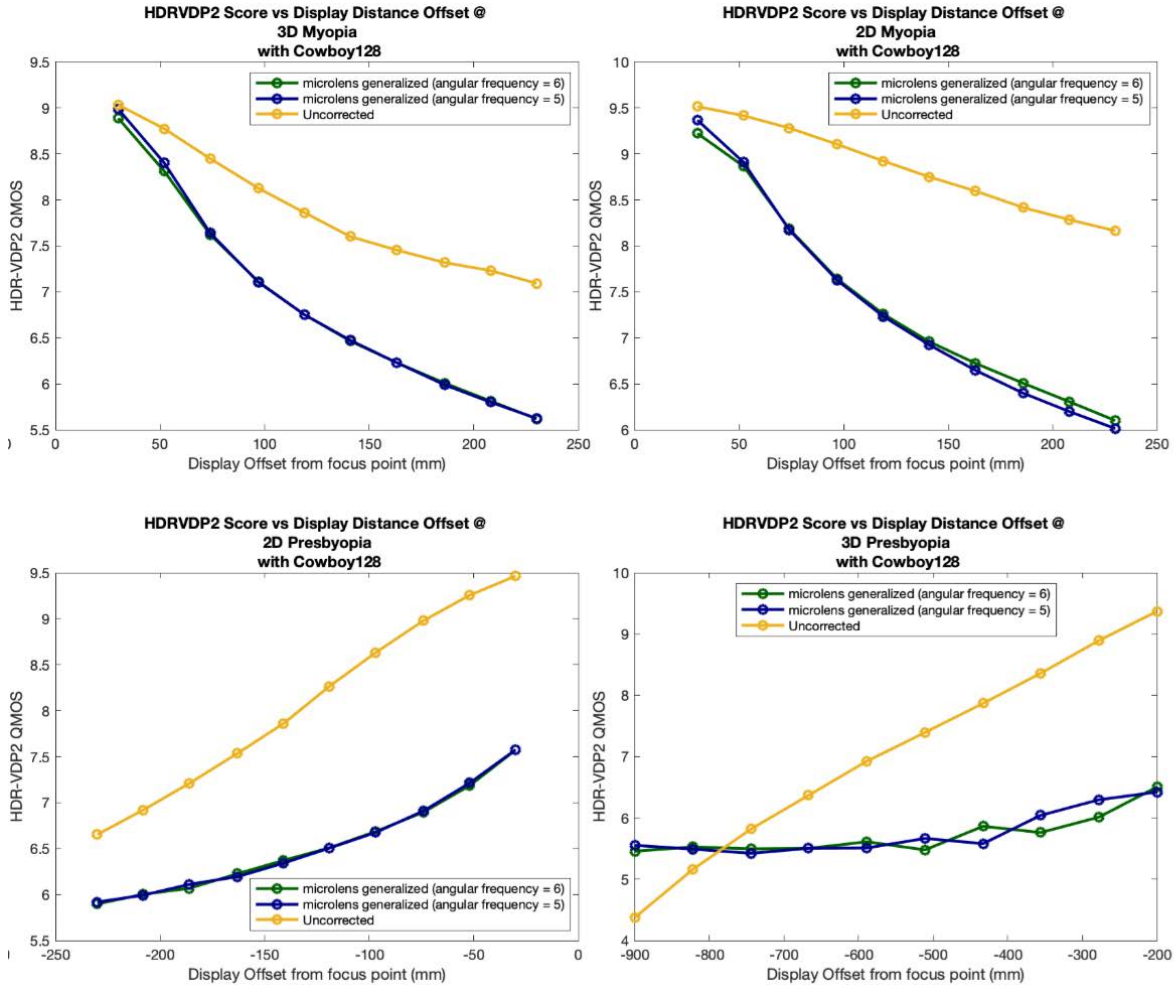 HDRVDP2 Score vs Display Distance Offset @
3D Myopia
with Cowboy128
9.5
9
8.5
8
7.5
7
6.5
6
5.5
HDR-VDP2 QMOS
microlens generalized (angular frequency = 6)
microlens generalized (angular frequency = 5)
Uncorrected
0
50
100
150
200
250
Display Offset from focus point (mm)
HDRVDP2 Score vs Display Distance Offset @
2D Myopia
with Cowboy128
10
9.5
9
8.5
8
7.5
7
6.5
6
HDR-VDP2 QMOS
microlens generalized (angular frequency = 6)
microlens generalized (angular frequency = 5)
Uncorrected
0
50
100
150
200
250
Display Offset from focus point (mm)
HDRVDP2 Score vs Display Distance Offset @
2D Presbyopia
with Cowboy128
9.5
9
8.5
8
7.5
7
6.5
6
5.5
HDR-VDP2 QMOS
microlens generalized (angular frequency = 6)
microlens generalized (angular frequency = 5)
Uncorrected
-250
-200
-150
-100
-50
0
Display Offset from focus point (mm)
HDRVDP2 Score vs Display Distance Offset @
3D Presbyopia
with Cowboy128
10
9
8
7
6
5
4
HDR-VDP2 QMOS
microlens generalized (angular frequency = 6)
microlens generalized (angular frequency = 5)
Uncorrected
-900
-800
-700
-600
-500
-400
-300
-200
Display Offset from focus point (mm)